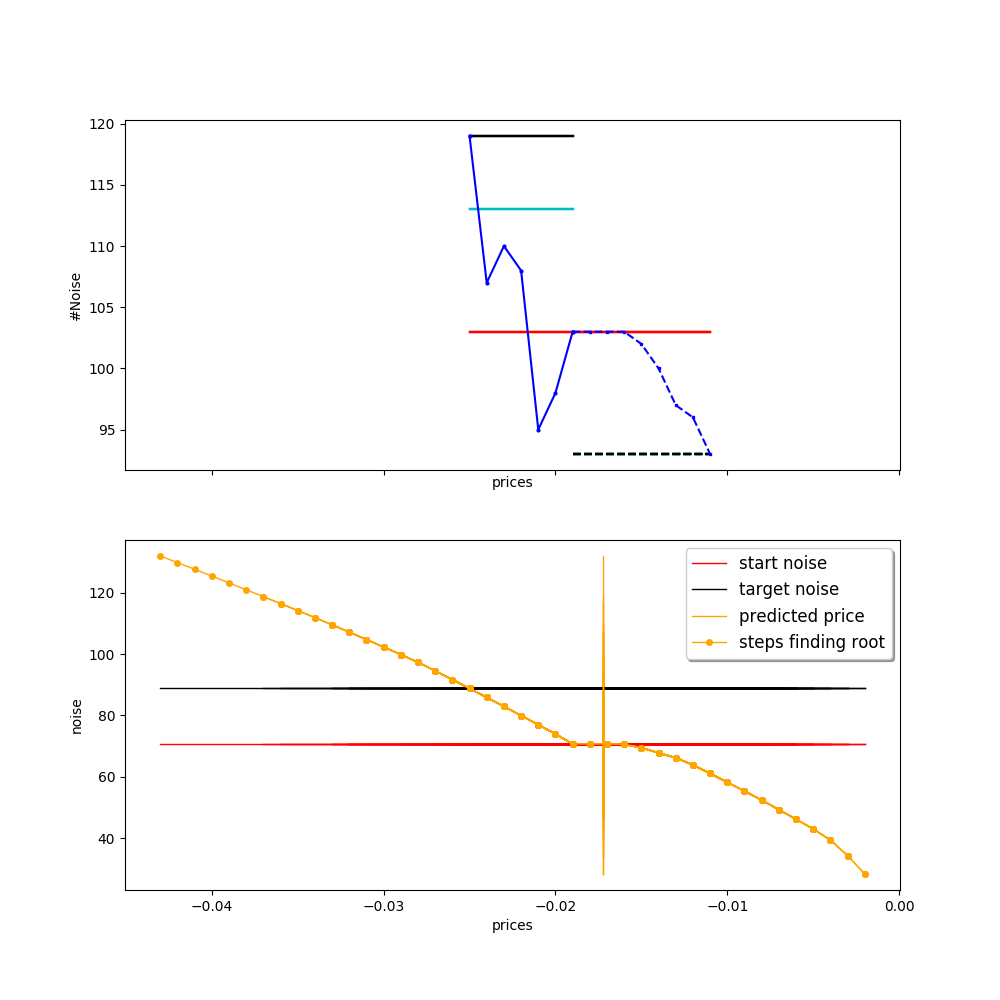 120
115
110
105
100
95
#Noise
prices
120
100
80
60
40
noise
start noise
target noise
predicted price
steps finding root
−0.04 −0.03 −0.02 −0.01 0.00
prices